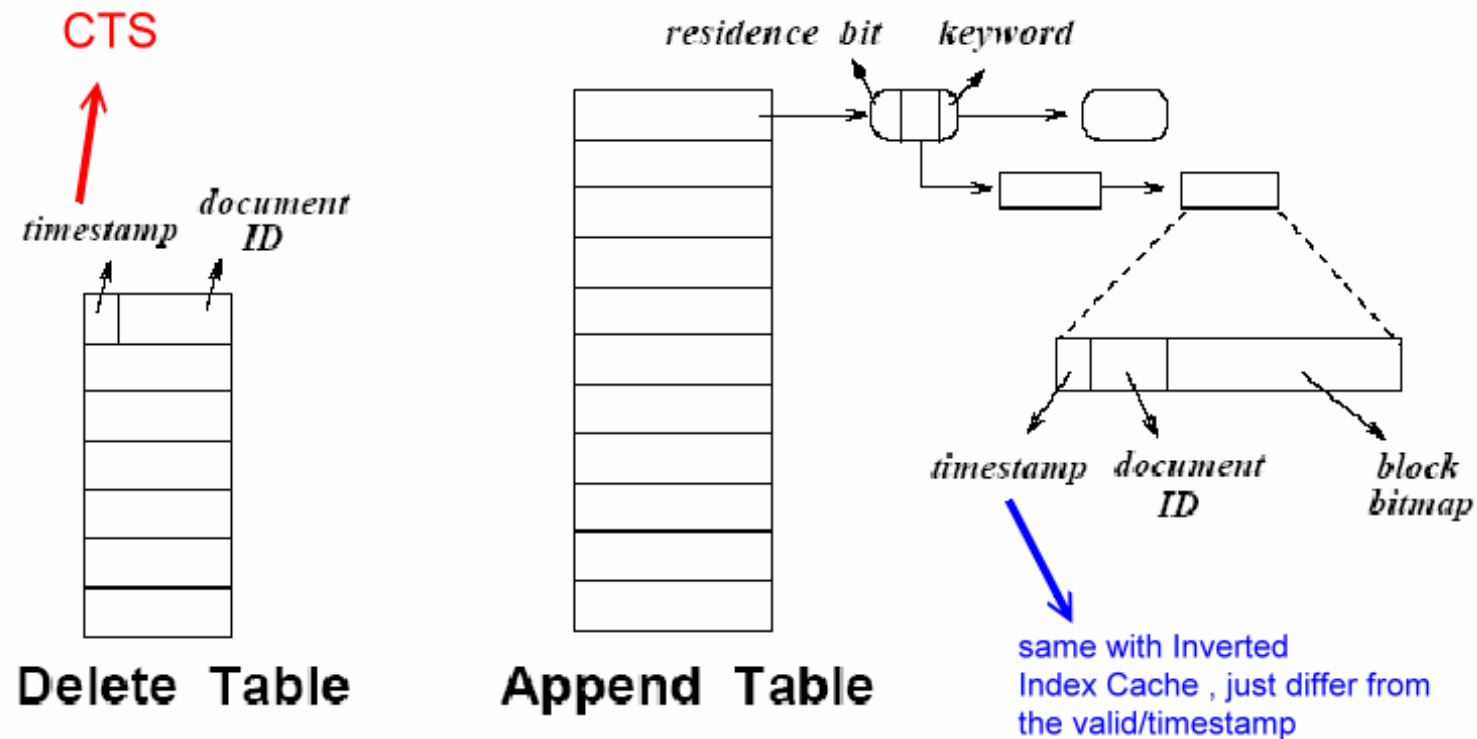 CTS
residence bit keyword
timestamp
document
ID
timestamp
document
ID
block
bitmap
same with Inverted
Index Cache , just differ from
the valid/timestamp
Delete Table
Append Table